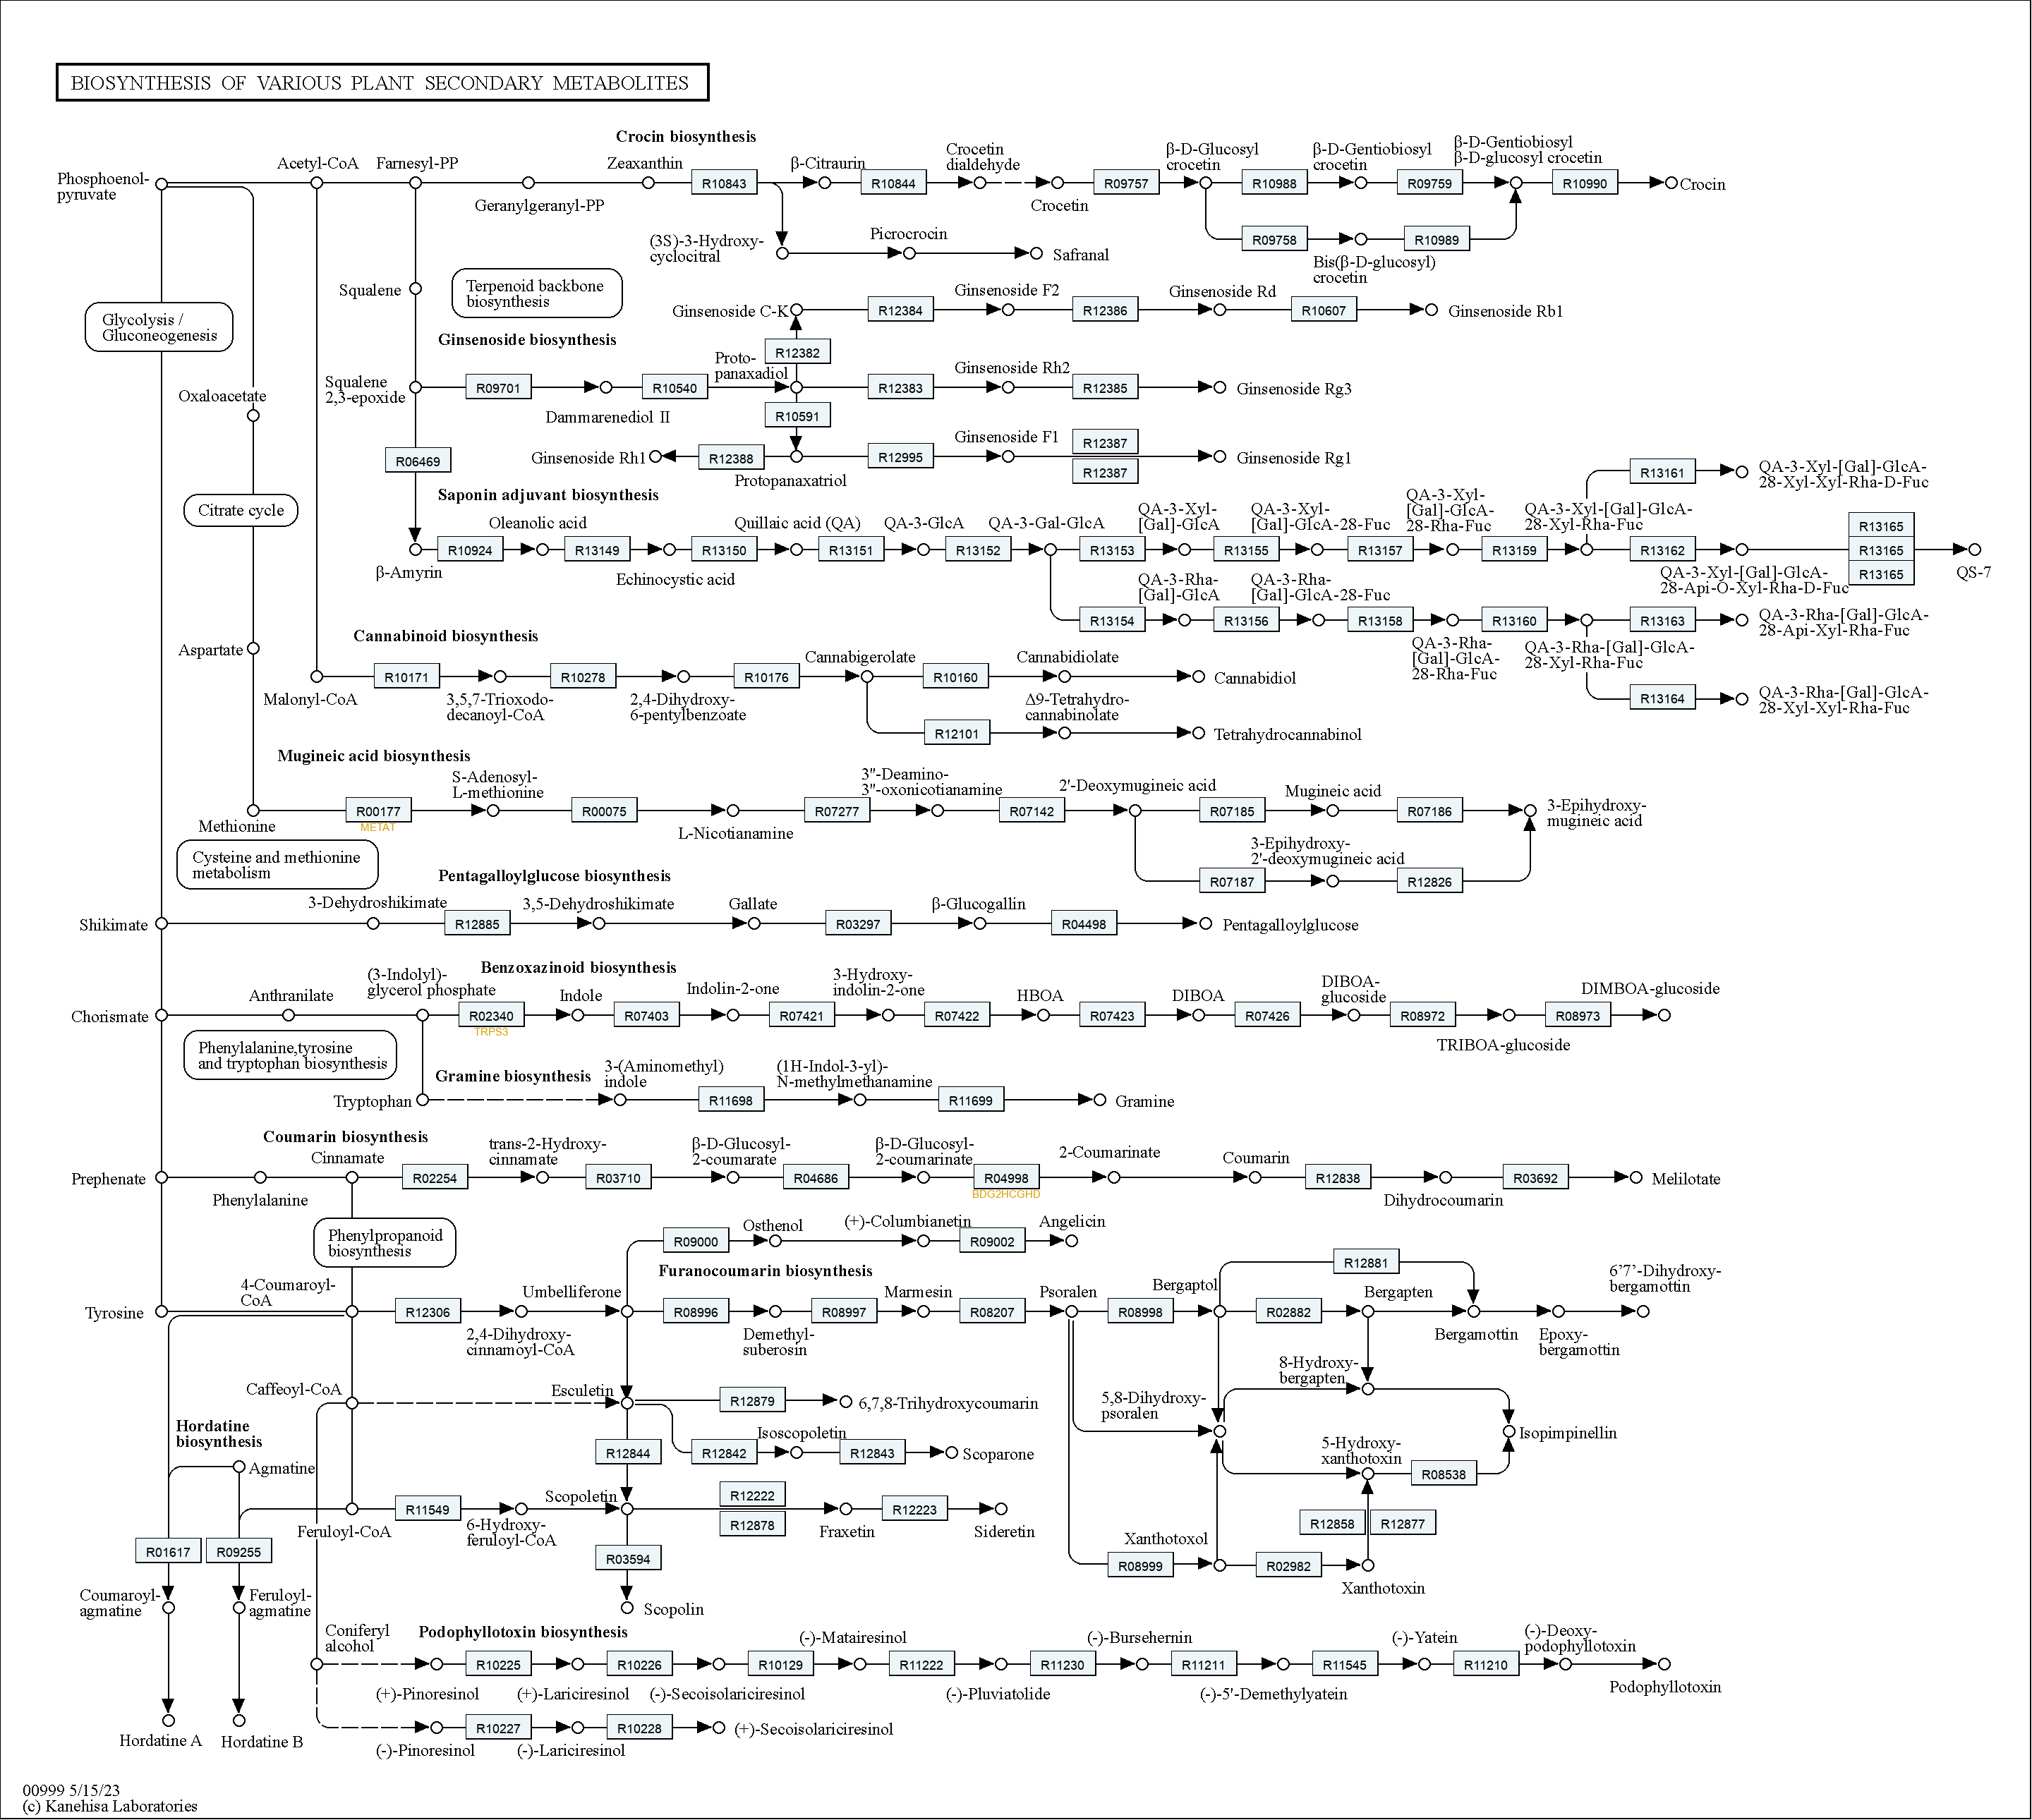 BIOSYNTHESIS OF VARIOUS PLANT SECONDARY METABOLITES
Crocin biosynthesis
Phosphoenol-
pyruvate
Acetyl-CoA
Farnesyl-PP
Geranylgeranyl-PP
Zeaxanthin
R10843
β-Citraurin
R10844
Crocetin
dialdehyde
Crocetin
R09757
β-D-Glucosyl
crocetin
R10988
β-D-Gentiobiosyl
crocetin
R09759
β-D-Gentiobiosyl
β-D-glucosyl crocetin
R10990
Crocin
R09758
R10989
Bis(β-D-glucosyl)
crocetin
(3S)-3-Hydroxy-
cyclocitral
Picrocrocin
Safranal
Squalene
Terpenoid backbone
biosynthesis
Glycolysis /
Gluconeogenesis
Ginsenoside biosynthesis
Ginsenoside C-K
R12384
Ginsenoside F2
R12386
Ginsenoside Rd
R10607
Ginsenoside Rb1
R12382
Squalene
2,3-epoxide
R09701
Dammarenediol II
R10540
Proto-
panaxadiol
R12383
Ginsenoside Rh2
R12385
Ginsenoside Rg3
R10591
Oxaloacetate
R06469
Ginsenoside Rh1
R12388
Protopanaxatriol
R12995
Ginsenoside F1
R12387
R12387
Ginsenoside Rg1
Citrate cycle
Saponin adjuvant biosynthesis
β-Amyrin
R10924
Oleanolic acid
R13149
Echinocystic acid
R13150
Quillaic acid (QA)
R13151
QA-3-GlcA
R13152
QA-3-Gal-GlcA
R13153
QA-3-Xyl-
[Gal]-GlcA
R13155
QA-3-Xyl-
[Gal]-GlcA-28-Fuc
R13157
QA-3-Xyl-
[Gal]-GlcA-
28-Rha-Fuc
R13159
QA-3-Xyl-[Gal]-GlcA-
28-Xyl-Rha-Fuc
R13161
QA-3-Xyl-[Gal]-GlcA-
28-Xyl-Xyl-Rha-D-Fuc
R13162
QA-3-Xyl-[Gal]-GlcA-
28-Api-O-Xyl-Rha-D-Fuc
R13165
R13165
R13165
QS-7
R13154
QA-3-Rha-
[Gal]-GlcA
R13156
QA-3-Rha-
[Gal]-GlcA-28-Fuc
R13158
QA-3-Rha-
[Gal]-GlcA-
28-Rha-Fuc
R13160
QA-3-Rha-[Gal]-GlcA-
28-Xyl-Rha-Fuc
R13163
QA-3-Rha-[Gal]-GlcA-
28-Api-Xyl-Rha-Fuc
R13164
QA-3-Rha-[Gal]-GlcA-
28-Xyl-Xyl-Rha-Fuc
Aspartate
Cannabinoid biosynthesis
Malonyl-CoA
R10171
3,5,7-Trioxodo-
decanoyl-CoA
R10278
2,4-Dihydroxy-
6-pentylbenzoate
R10176
Cannabigerolate
R10160
Cannabidiolate
Cannabidiol
R12101
Δ9-Tetrahydro-
cannabinolate
Tetrahydrocannabinol
Mugineic acid biosynthesis
Methionine
R00177
METAT
S-Adenosyl-
L-methionine
R00075
L-Nicotianamine
R07277
3"-Deamino-
3"-oxonicotianamine
R07142
2'-Deoxymugineic acid
R07185
Mugineic acid
R07186
3-Epihydroxy-
mugineic acid
R07187
3-Epihydroxy-
2'-deoxymugineic acid
R12826
Cysteine and methionine
metabolism
Pentagalloylglucose biosynthesis
Shikimate
3-Dehydroshikimate
R12885
3,5-Dehydroshikimate
Gallate
R03297
β-Glucogallin
R04498
Pentagalloylglucose
Benzoxazinoid biosynthesis
Chorismate
Anthranilate
(3-Indolyl)-
glycerol phosphate
R02340
TRPS3
Indole
R07403
Indolin-2-one
R07421
3-Hydroxy-
indolin-2-one
R07422
HBOA
R07423
DIBOA
R07426
DIBOA-
glucoside
R08972
TRIBOA-glucoside
R08973
DIMBOA-glucoside
Phenylalanine,tyrosine
and tryptophan biosynthesis
Gramine biosynthesis
Tryptophan
3-(Aminomethyl)
indole
R11698
(1H-Indol-3-yl)-
N-methylmethanamine
R11699
Gramine
Coumarin biosynthesis
Prephenate
Phenylalanine
Cinnamate
R02254
trans-2-Hydroxy-
cinnamate
R03710
β-D-Glucosyl-
2-coumarate
R04686
β-D-Glucosyl-
2-coumarinate
R04998
BDG2HCGHD
2-Coumarinate
Coumarin
R12838
Dihydrocoumarin
R03692
Melilotate
Phenylpropanoid
biosynthesis
R09000
Osthenol
(+)-Columbianetin
R09002
Angelicin
Furanocoumarin biosynthesis
Tyrosine
4-Coumaroyl-
CoA
R12306
2,4-Dihydroxy-
cinnamoyl-CoA
Umbelliferone
R08996
Demethyl-
suberosin
R08997
Marmesin
R08207
Psoralen
R08998
Bergaptol
R12881
R02882
Bergapten
Bergamottin
Epoxy-
bergamottin
6'7'-Dihydroxy-
bergamottin
Caffeoyl-CoA
Esculetin
R12879
6,7,8-Trihydroxycoumarin
R12844
R12842
Isoscopoletin
R12843
Scoparone
5,8-Dihydroxy-
psoralen
8-Hydroxy-
bergapten
5-Hydroxy-
xanthotoxin
R08538
Isopimpinellin
Hordatine
biosynthesis
Agmatine
Feruloyl-CoA
R11549
6-Hydroxy-
feruloyl-CoA
Scopoletin
R12222
R12878
Fraxetin
R12223
Sideretin
R12858
R12877
R01617
R09255
R03594
Scopolin
Xanthotoxol
R08999
R02982
Xanthotoxin
Coumaroyl-
agmatine
Feruloyl-
agmatine
Podophyllotoxin biosynthesis
Coniferyl
alcohol
(+)-Pinoresinol
R10225
(+)-Lariciresinol
R10226
(-)-Secoisolariciresinol
R10129
(-)-Matairesinol
R11222
(-)-Pluviatolide
R11230
(-)-Bursehernin
R11211
(-)-5'-Demethylyatein
R11545
(-)-Yatein
R11210
(-)-Deoxy-
podophyllotoxin
Podophyllotoxin
Hordatine A
Hordatine B
(-)-Pinoresinol
R10227
(-)-Lariciresinol
R10228
(+)-Secoisolariciresinol
00999 5/15/23
(c) Kanehisa Laboratories